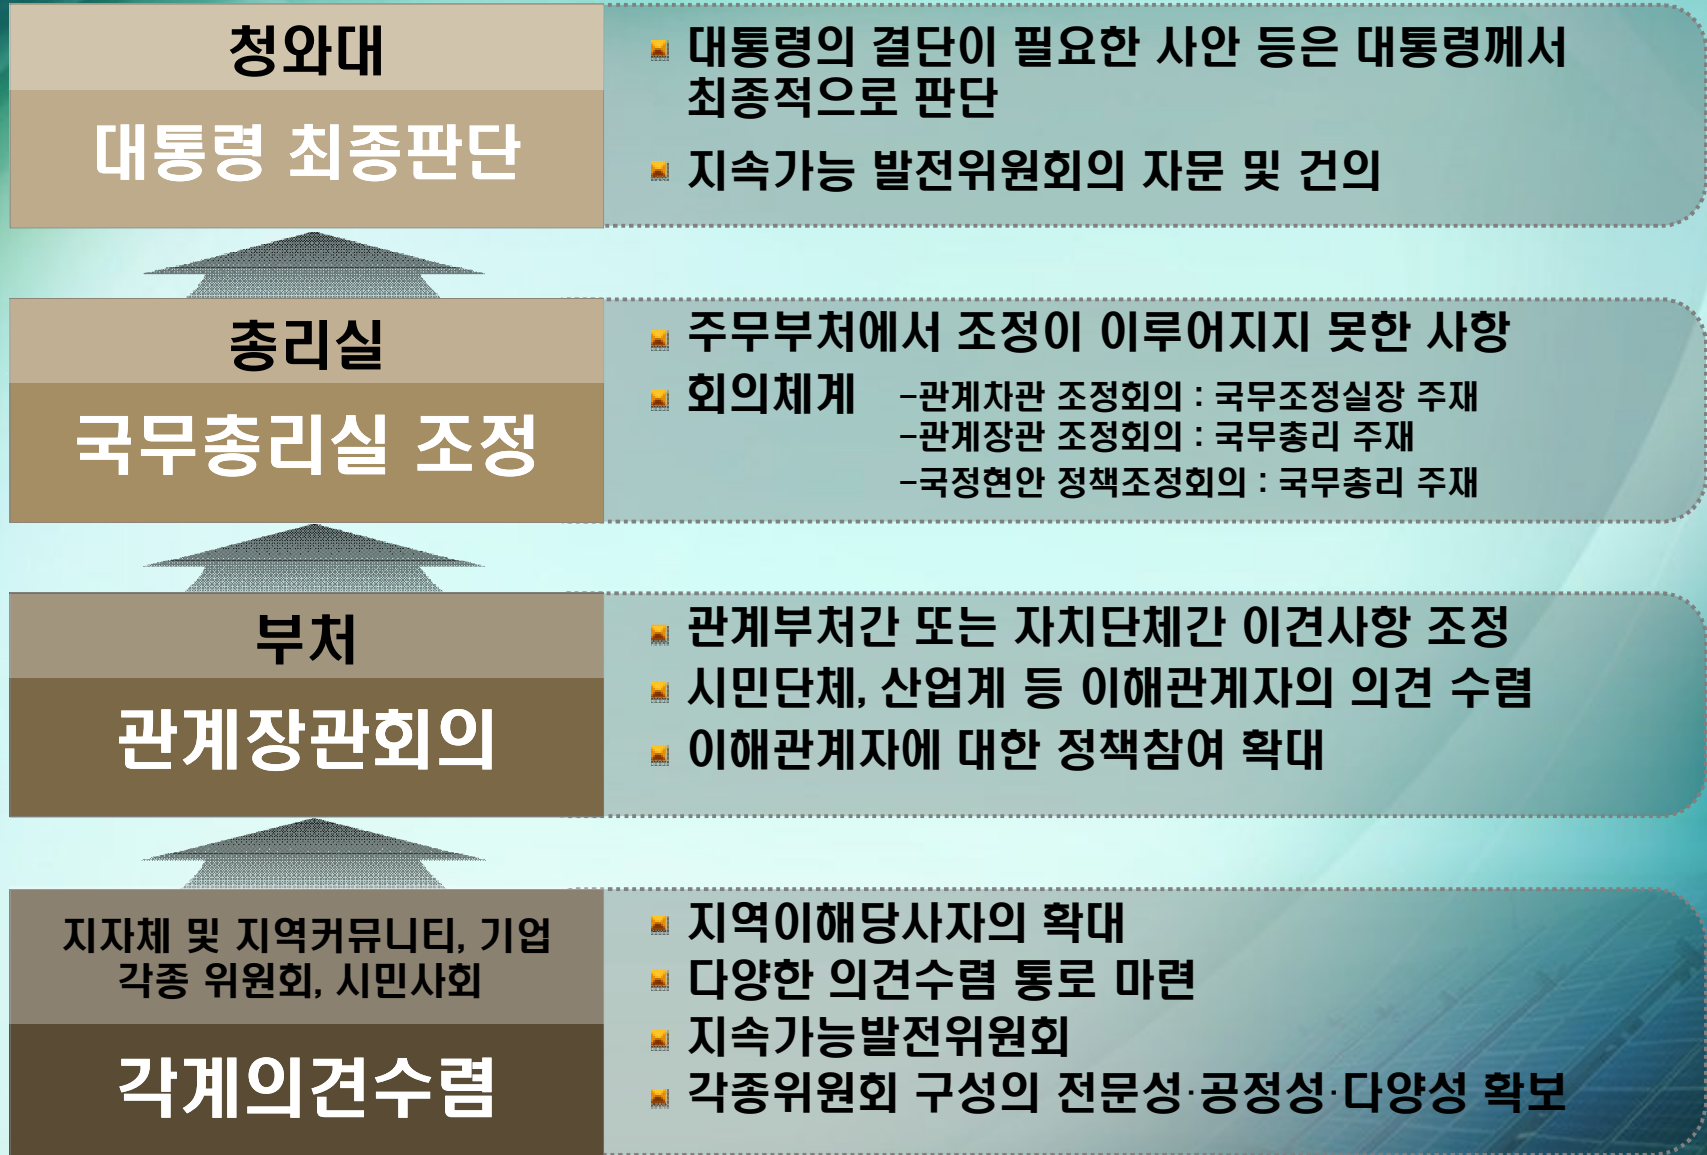 청와대
대통령 최종판단
대통령의 결단이 필요한 사안 등은 대통령께서
최종적으로 판단
지속가능 발전위원회의 자문 및 건의
총리실
국무총리실 조정
주무부처에서 조정이 이루어지지 못한 사항
회의체계 -관계차관 조정회의 : 국무조정실장 주재
-관계장관 조정회의 : 국무총리 주재
-국정현안 정책조정회의 : 국무총리 주재
부처
관계장관회의
관계부처간 또는 자치단체간 이견사항 조정
시민단체, 산업계 등 이해관계자의 의견 수렴
이해관계자에 대한 정책참여 확대
지자체 및 지역커뮤니티, 기업
각종 위원회, 시민사회
각계의견수렴
지역이해당사자의 확대
다양한 의견수렴 통로 마련
지속가능발전위원회
각종위원회 구성의 전문성·공정성·다양성 확보